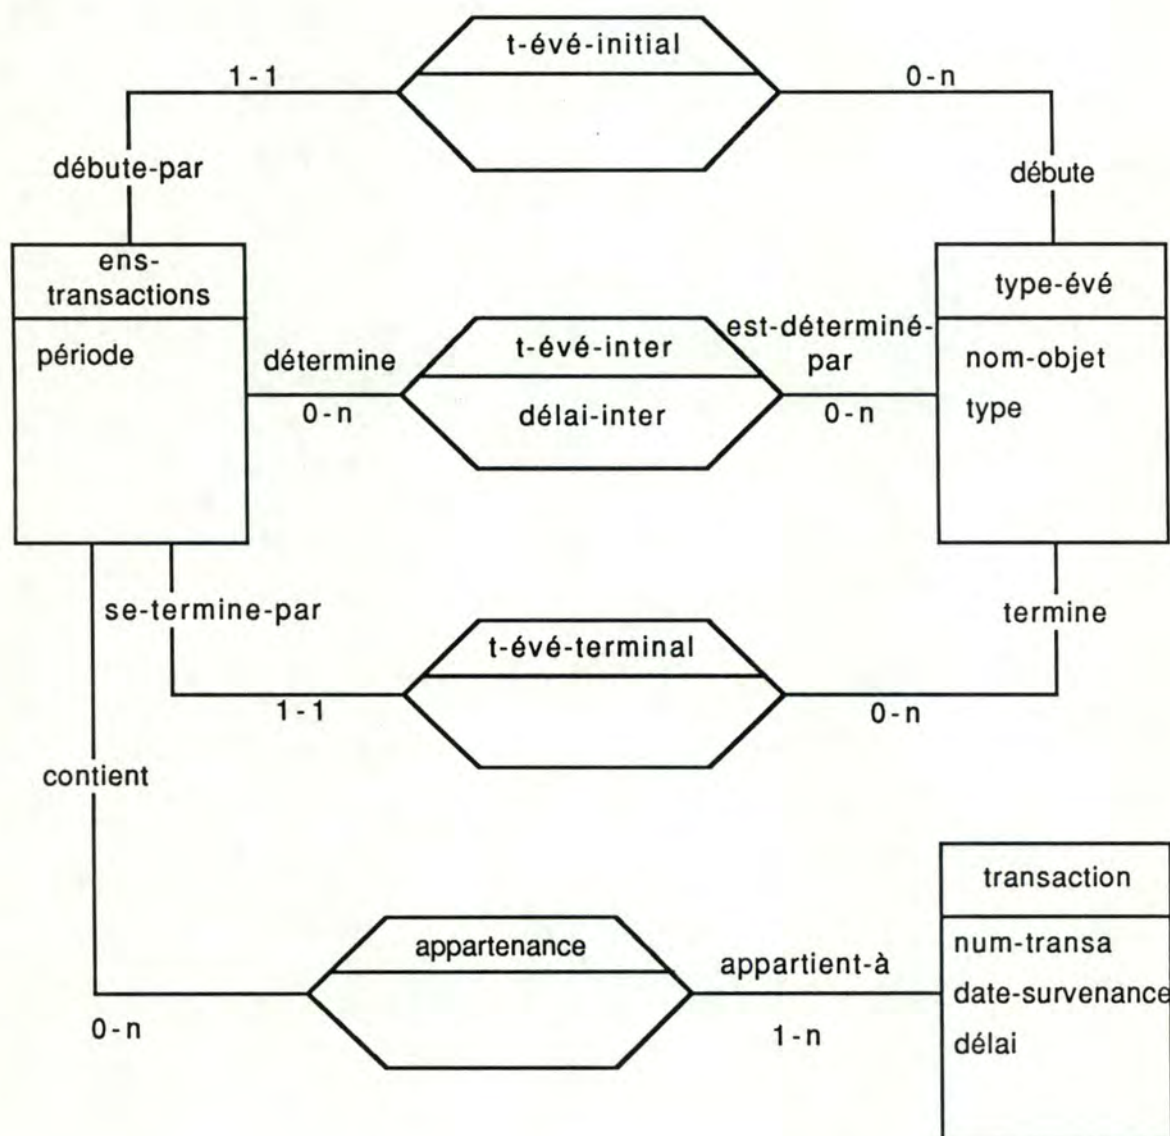 t-évé-initial
1-1
0-n
débute-par
débute
ens-
transactions
période
détermine
0-n
t-évé-inter
délai-inter
est-déterminé-
par
0-n
type-évé
nom-objet
type
se-termine-par
1-1
t-évé-terminal
termine
0-n
contient
0-n
appartenance
appartient-à
1-n
transaction
num-transa
date-survenance
délai